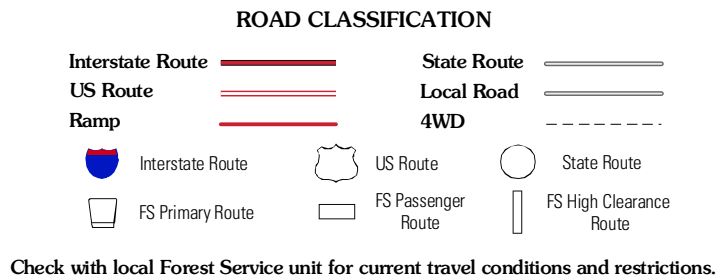 ROAD CLASSIFICATION
Interstate Route
State Route
US Route
Local Road
Ramp
4WD
Interstate Route
US Route
State Route
FS Primary Route
FS Passenger
Route
FS High Clearance
Route
Check with local Forest Service unit for current travel conditions and restrictions.